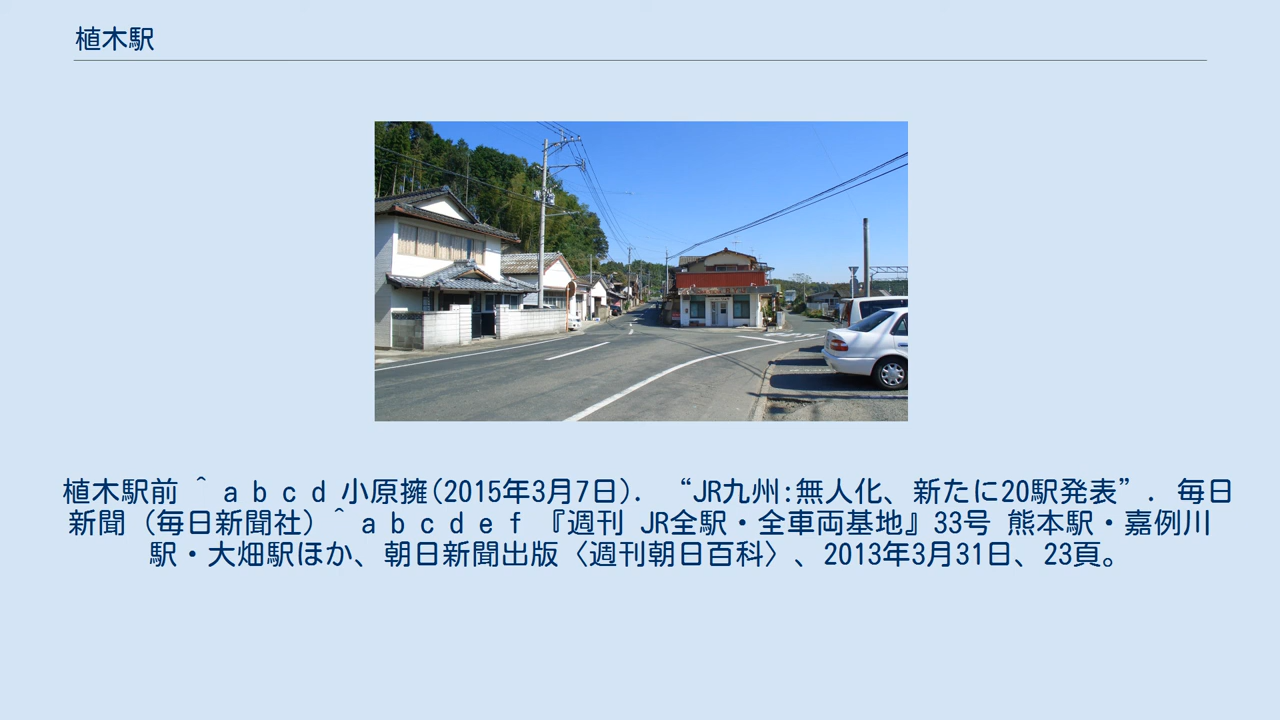 植木駅
植木駅前 ^ a b c d 小原擁(2015年3月7日). “JR九州:無人化、新たに20駅発表”. 毎日
新聞 (毎日新聞社) ^ a b c d e f 『週刊 JR全駅・全車両基地』33号 熊本駅・嘉例川
駅・大畑駅ほか、朝日新聞出版〈週刊朝日百科〉、2013年3月31日、23頁。